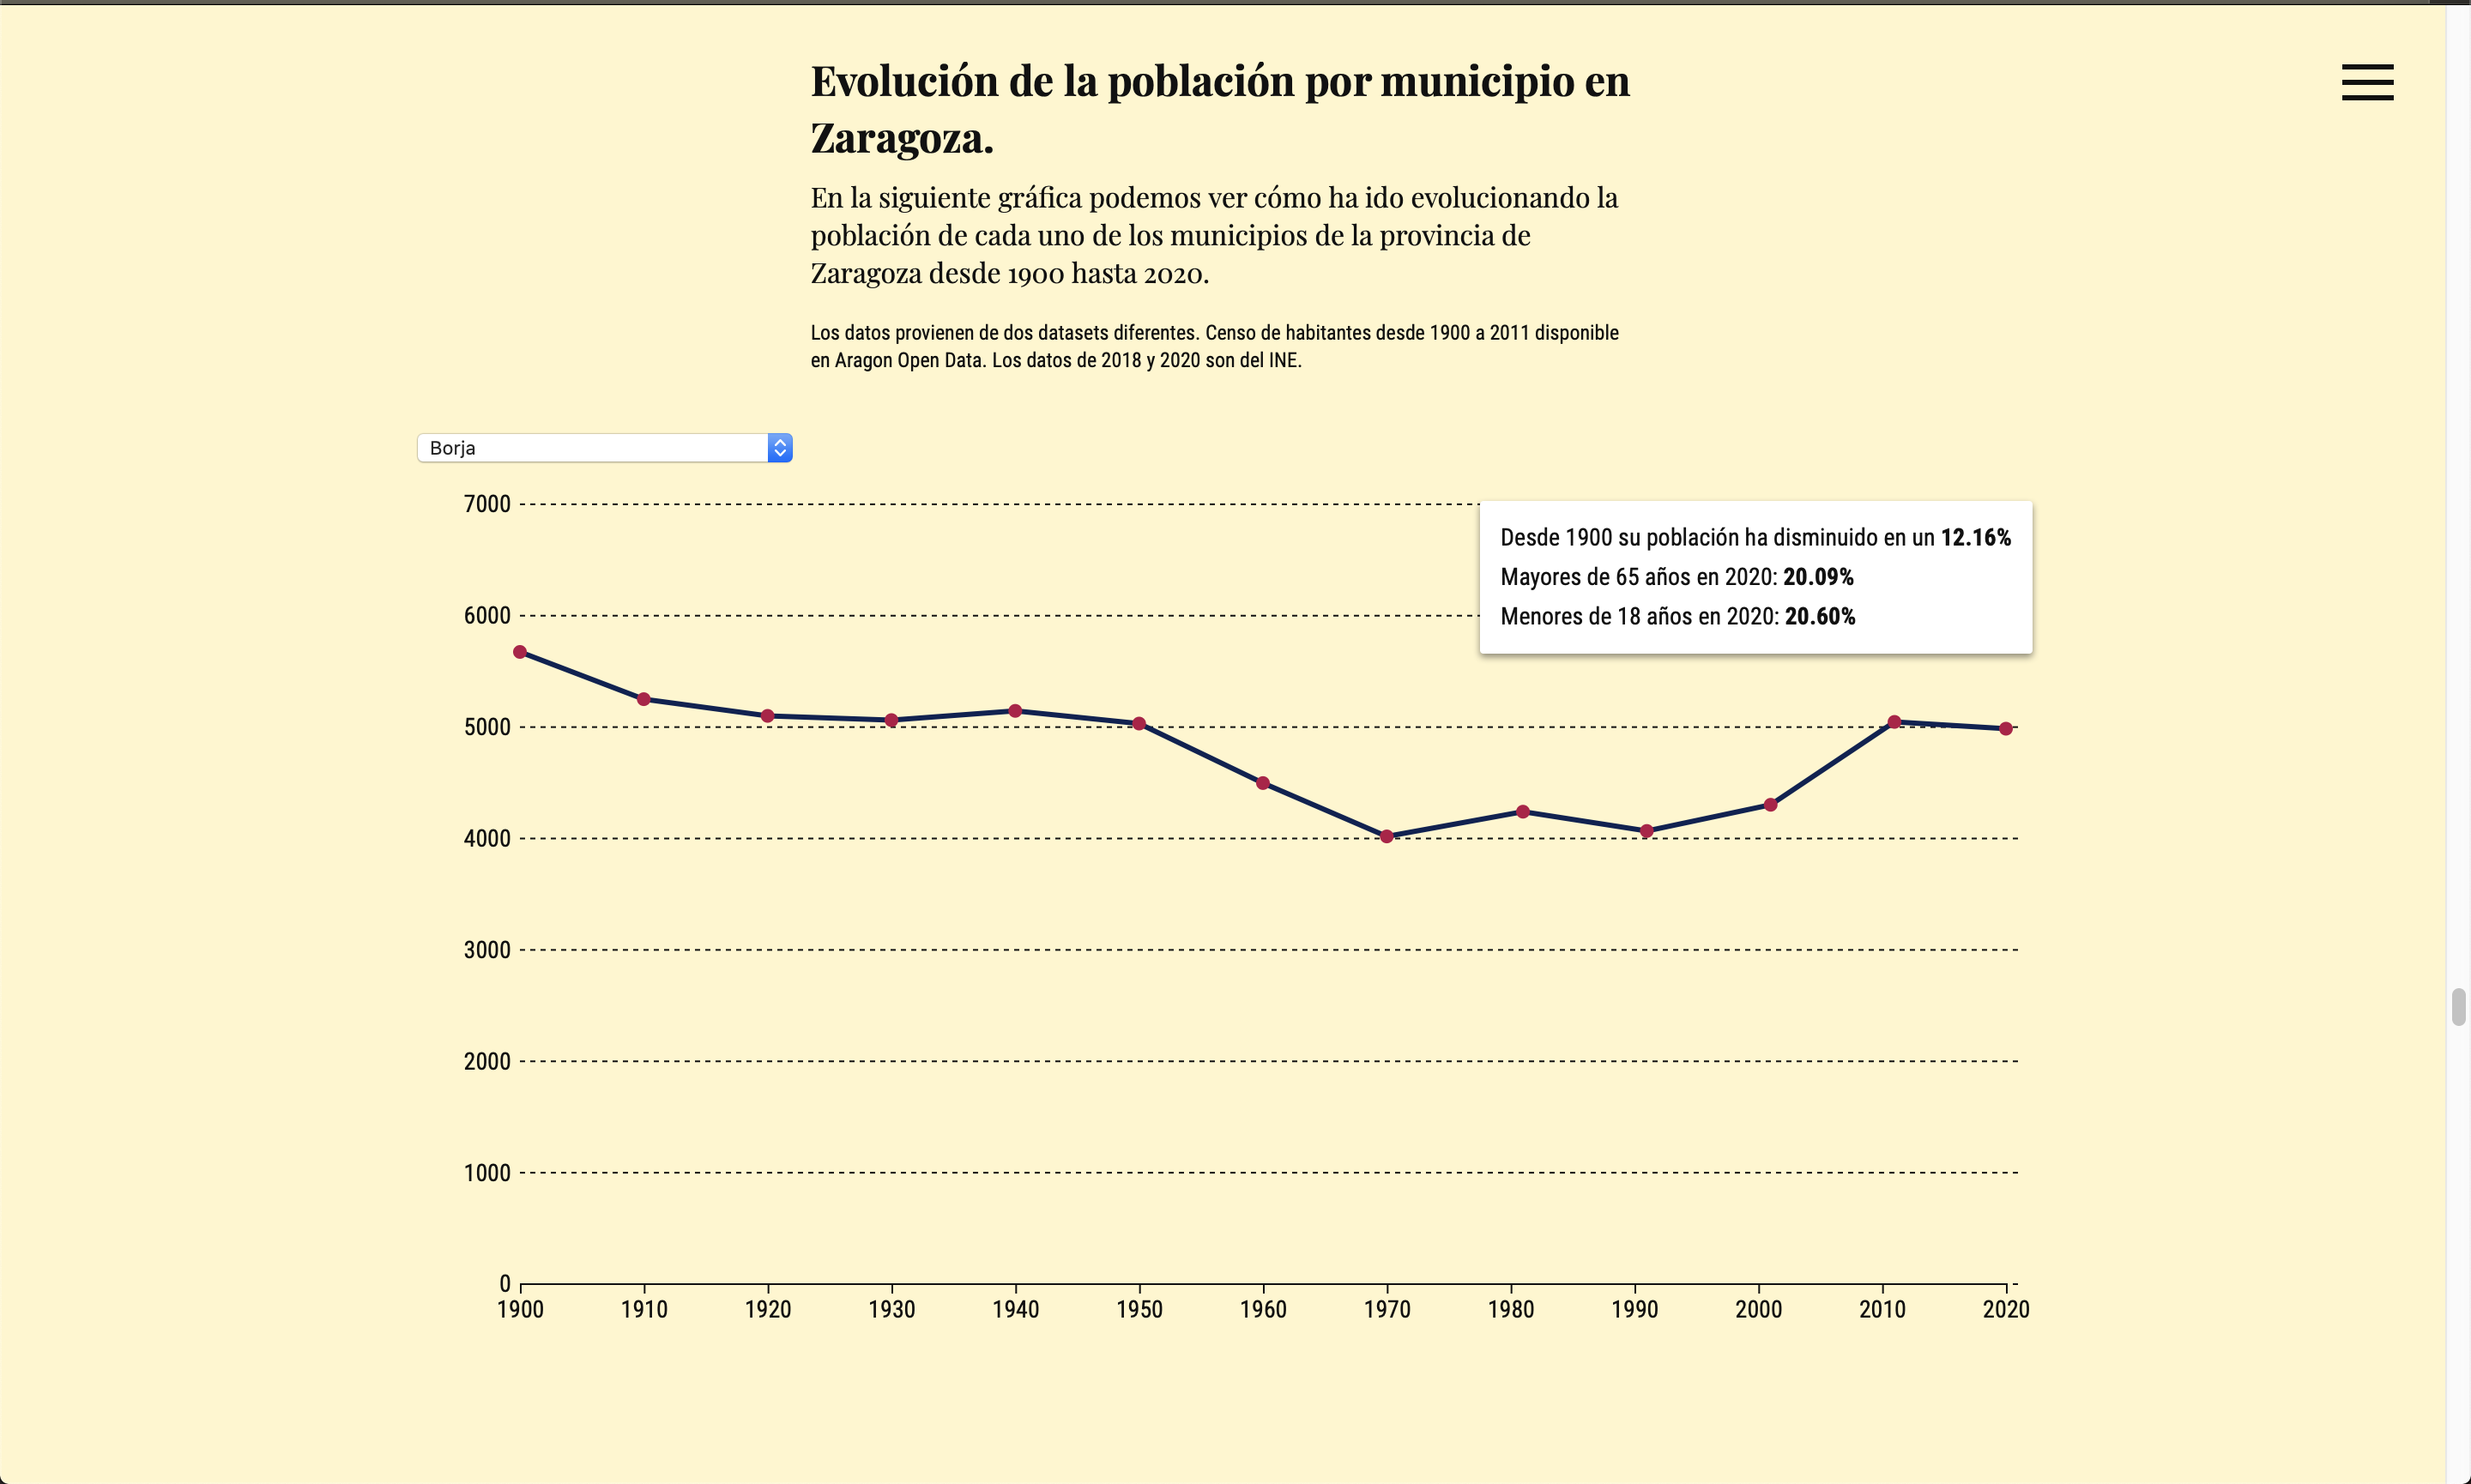 Evolución de la población por municipio en
Zaragoza.
En la siguiente gráfica podemos ver cómo ha ido evolucionando la
población de cada uno de los municipios de la provincia de
Zaragoza desde 1900 hasta 2020.
Los datos provienen de dos datasets diferentes. Censo de habitantes desde 1900 a 2011 disponible
en Aragon Open Data. Los datos de 2018 y 2020 son del INE.
Borja
7000
Desde 1900 su población ha disminuido en un 12.16%
Mayores de 65 años en 2020: 20.09%
Menores de 18 años en 2020: 20.60%
6000
5000
4000
3000
2000
1000
0
1900 1910 1920 1930 1940 1950 1960 1970 1980 1990 2000 2010 2020